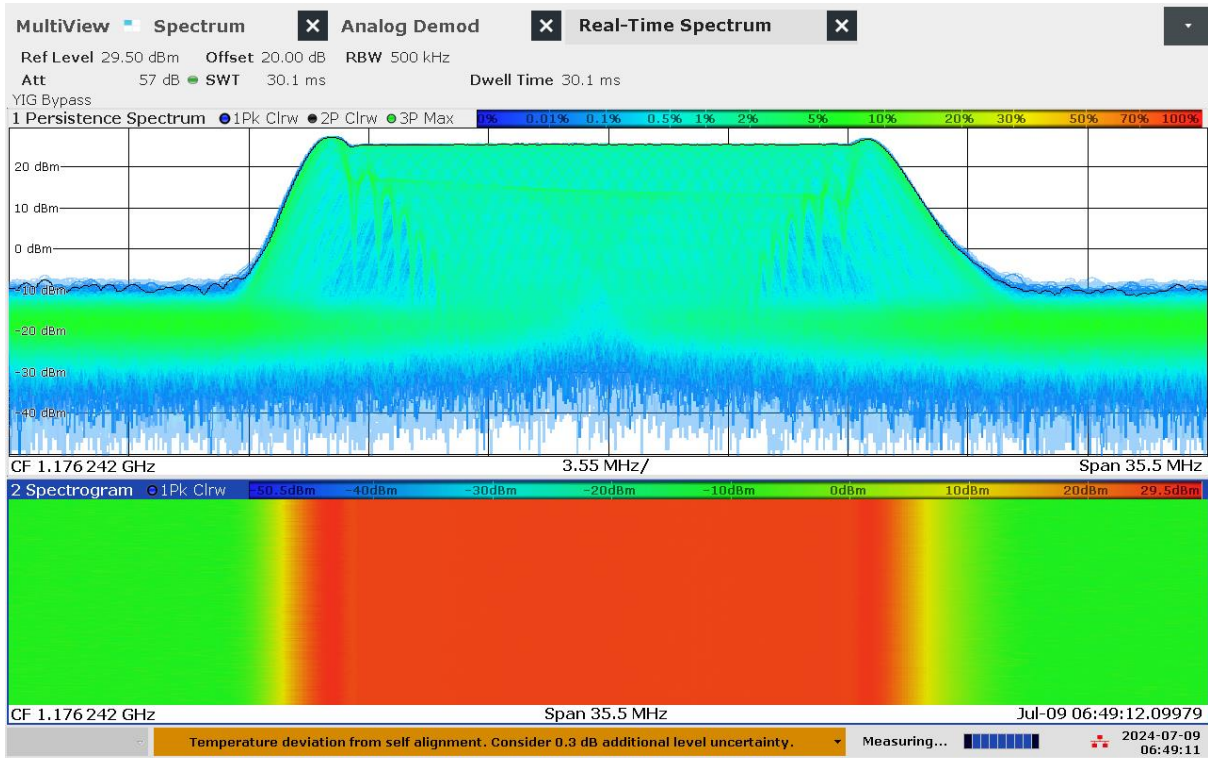 MultiView Spectrum X Analog Demod X Real-Time Spectrum X
Ref Level 29.50 dBm Offset 20.00 dB RBW 500 kHz
Att 57 dB SWT 30.1 ms Dwell Time 30.1 ms
YIG Bypass
1 Persistence Spectrum 1Pk Clrw 2P Clrw 3P Max 0% 0.01% 0.1% 0.5% 1% 2% 5% 10% 20% 30% 50% 70% 100%
20 dBm
10 dBm
0 dBm
-10 dBm
-20 dBm
-30 dBm
-40 dBm
CF 1.176 242 GHz 3.55 MHz/ Span 35.5 MHz
2 Spectrogram 1Pk Clrw -50.5dBm -40dBm -30dBm -20dBm -10dBm 0dBm 10dBm 20dBm 29.5dBm
CF 1.176 242 GHz Span 35.5 MHz Jul-09 06:49:12.09979
Temperature deviation from self alignment. Consider 0.3 dB additional level uncertainty. Measuring... 2024-07-09
06:49:11